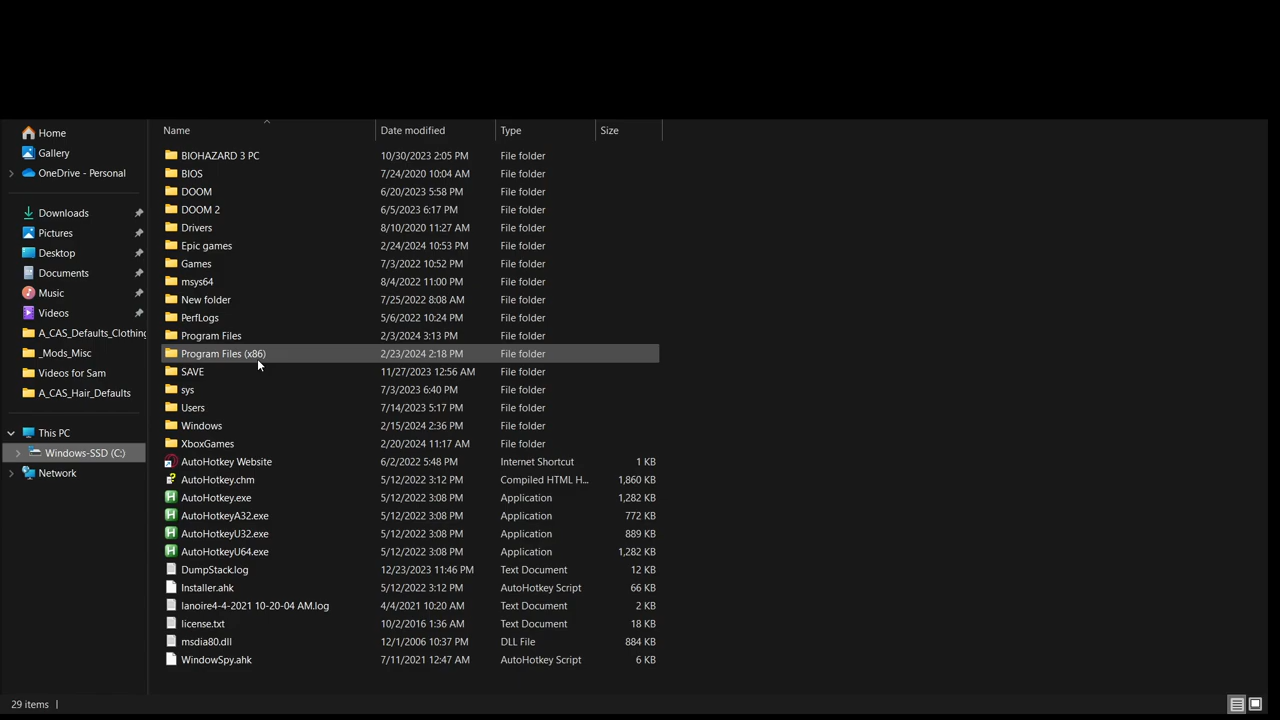 Home
Gallery
OneDrive - Personal
Downloads
Pictures
Desktop
Documents
Music
Videos
A_CAS_Defaults_Clothing
_Mods_Misc
Videos for Sam
A_CAS_Hair_Defaults
This PC
Windows-SSD (C:)
Network
Name Date modified Type Size
BIOHAZARD 3 PC 10/30/2023 2:05 PM File folder
BIOS 7/24/2020 10:04 AM File folder
DOOM 6/20/2023 5:58 PM File folder
DOOM 2 6/5/2023 6:17 PM File folder
Drivers 8/10/2020 11:27 AM File folder
Epic games 2/24/2024 10:53 PM File folder
Games 7/3/2022 10:52 PM File folder
msys64 8/4/2022 11:00 PM File folder
New folder 7/25/2022 8:08 AM File folder
PerfLogs 5/6/2022 10:24 PM File folder
Program Files 2/3/2024 3:13 PM File folder
Program Files (x86) 2/23/2024 2:18 PM File folder
SAVE 11/27/2023 12:56 AM File folder
sys 7/3/2023 6:40 PM File folder
Users 7/14/2023 5:17 PM File folder
Windows 2/15/2024 2:36 PM File folder
XboxGames 2/20/2024 11:17 AM File folder
AutoHotkey Website 6/2/2022 5:48 PM Internet Shortcut 1 KB
AutoHotkey.chm 5/12/2022 3:12 PM Compiled HTML H... 1,860 KB
AutoHotkey.exe 5/12/2022 3:08 PM Application 1,282 KB
AutoHotkeyA32.exe 5/12/2022 3:08 PM Application 772 KB
AutoHotkeyU32.exe 5/12/2022 3:08 PM Application 889 KB
AutoHotkeyU64.exe 5/12/2022 3:08 PM Application 1,282 KB
DumpStack.log 12/23/2023 11:46 PM Text Document 12 KB
Installer.ahk 5/12/2022 3:12 PM AutoHotkey Script 66 KB
lanoire4-4-2021 10-20-04 AM.log 4/4/2021 10:20 AM Text Document 2 KB
license.txt 10/2/2016 1:36 AM Text Document 18 KB
msdia80.dll 12/1/2006 10:37 PM DLL File 884 KB
WindowSpy.ahk 7/11/2021 12:47 AM AutoHotkey Script 6 KB
29 items